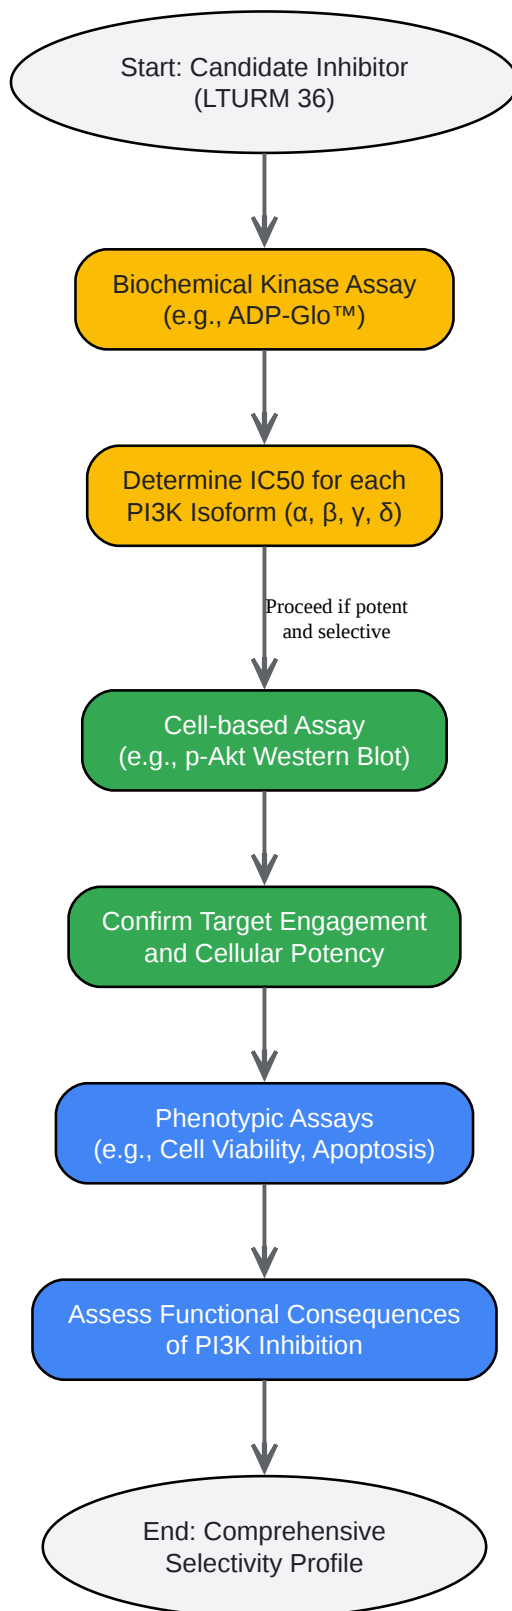 Start: Candidate Inhibitor
(LTURM 36)
Biochemical Kinase Assay
(e.g., ADP-Glo™)
Determine IC50 for each
PI3K Isoform (α, β, γ, δ)
Proceed if potent
and selective
Cell-based Assay
(e.g., p-Akt Western Blot)
Confirm Target Engagement
and Cellular Potency
Phenotypic Assays
(e.g., Cell Viability, Apoptosis)
Assess Functional Consequences
of PI3K Inhibition
End: Comprehensive
Selectivity Profile